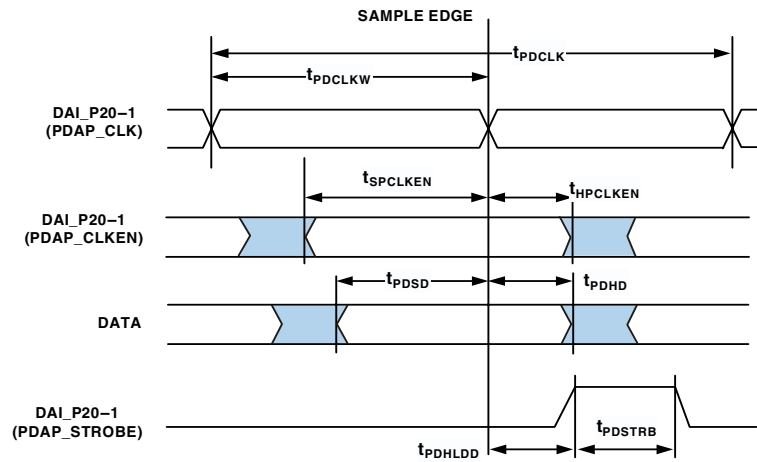 SAMPLE EDGE
tPDCLK
tPDCLKW
DAI_P20–1
(PDAP_CLK)
tSPCLKEN
tHPCLKEN
DAI_P20–1
(PDAP_CLKEN)
tPDSD
tPDHD
DATA
DAI_P20–1
(PDAP_STROBE)
tPDHLDD
tPDSTRB